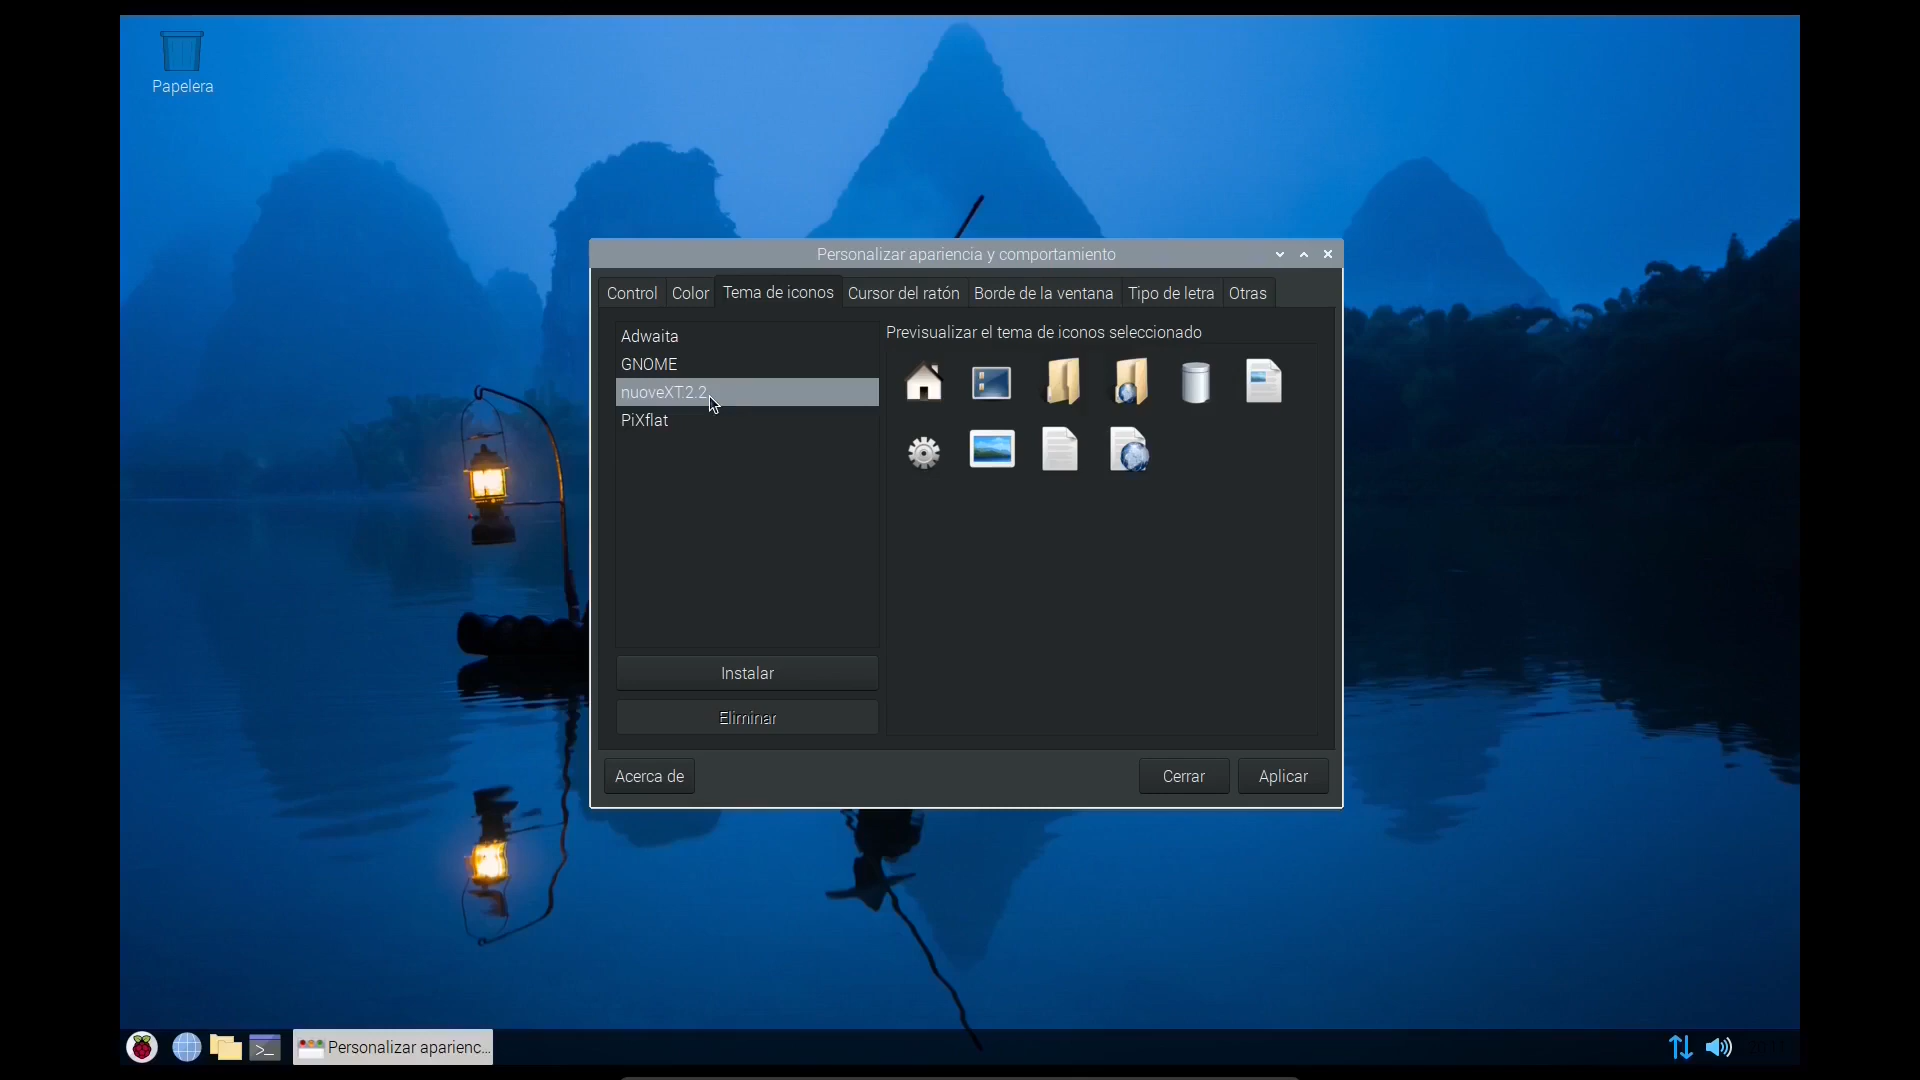 Papelera
Personalizar apariencia y comportamiento
Control
Color
Tema de iconos
Cursor del ratón
Borde de la ventana
Tipo de letra
Otras
Adwaita
GNOME
nuoveXT.2.2
PiXflat
Previsualizar el tema de iconos seleccionado
Instalar
Eliminar
Acerca de
Cerrar
Aplicar
>_
Personalizar aparienc...